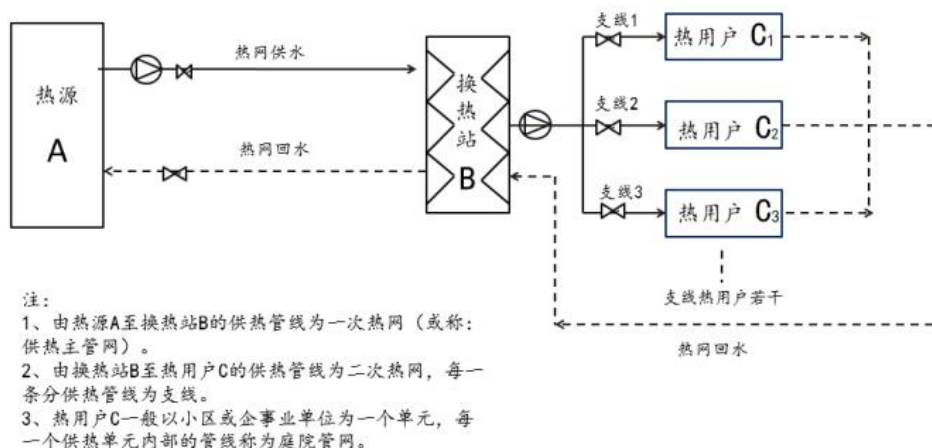 热源
A
热网供水
热网回水
换热站
B
支线1
热用户 C1
支线2
热用户 C2
支线3
热用户 C3
支线热用户若干
热网回水
注：
1、由热源A至换热站B的供热管线为一次热网（或称：
供热主管网）。
2、由换热站B至热用户C的供热管线为二次热网，每一
条分供热管线为支线。
3、热用户C一般以小区或企事业单位为一个单元，每
一个供热单元内部的管线称为庭院管网。